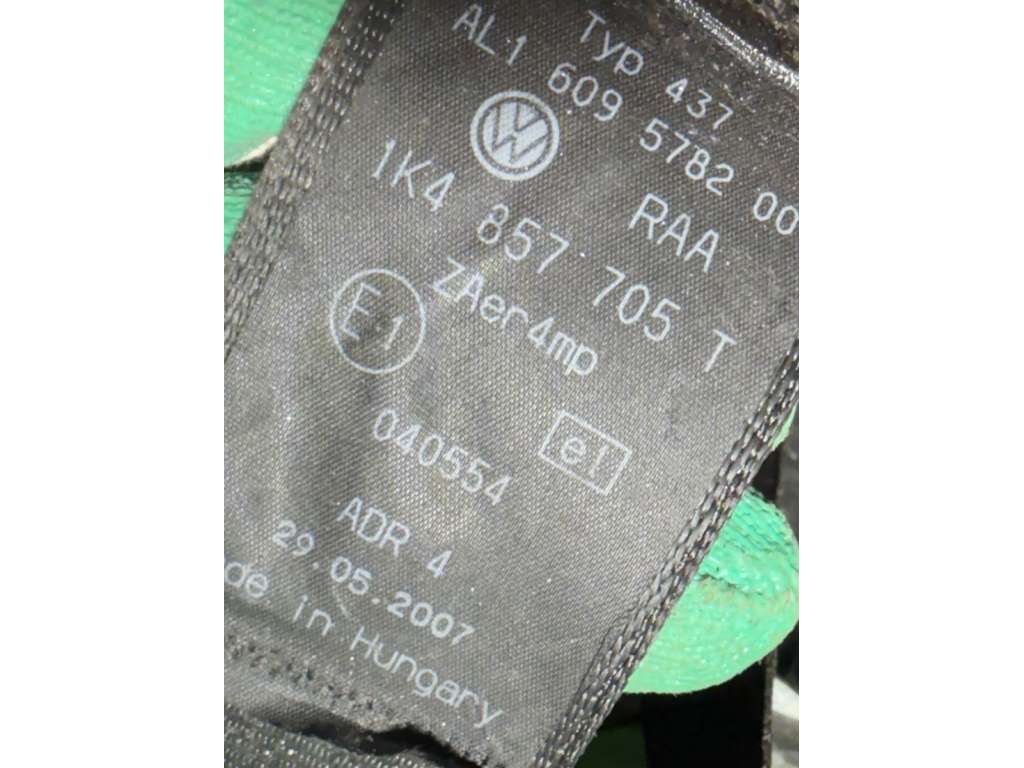 Typ 437
AL1 609 5782 00
VW
1K4 857 705 T RAA
ZAer4mp
E1
e1
040554
ADR 4
29.05.2007
de in Hungary